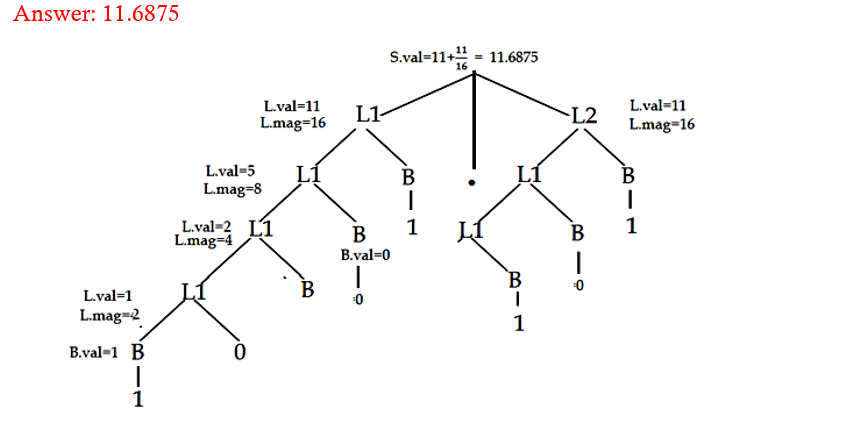 Answer: 11.6875
S.val=11+11/16 = 11.6875
L.val=11
L.mag=16
L1
L2
L.val=11
L.mag=16
L.val=5
L.mag=8
L1
B
.
L1
B
1
1
L.val=2
L.mag=4
L1
B
B.val=0
0
L1
B
0
L.val=1
L.mag=2
L1
B
B
1
B.val=1
B
0
1